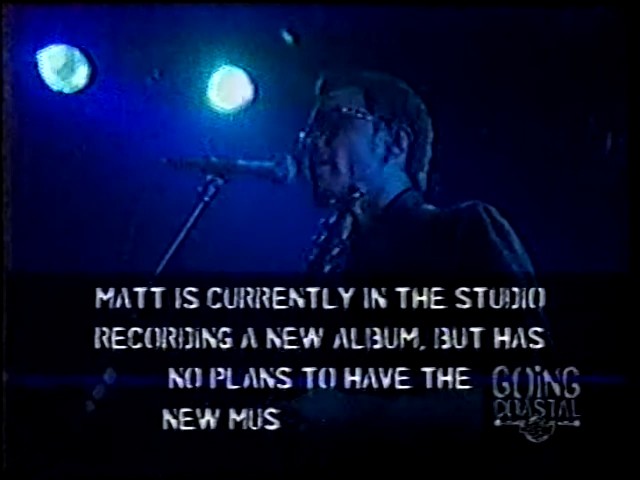 MATT IS CURRENTLY IN THE STUDIO
RECORDING A NEW ALBUM, BUT HAS
NO PLANS TO HAVE THE
NEW MUS
GOiNG
COASTAL